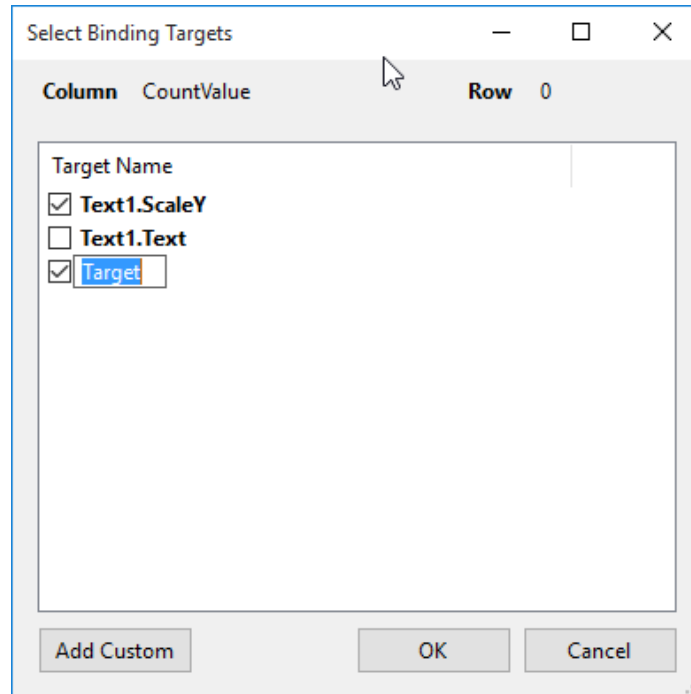 Select Binding Targets
Column CountValue Row 0
Target Name
Text1.ScaleY
Text1.Text
Target
Add Custom OK Cancel